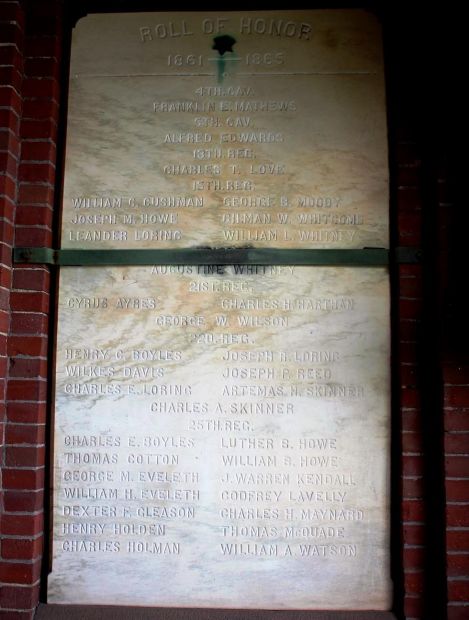 ROLL OF HONOR
1861 1865
4TH. CAV.
FRANKLIN E. MATHEWS
5TH. CAV.
ALFRED EDWARDS
13TH. REG.
CHARLES T. LOVE
15TH. REG.
WILLIAM C. CUSHMAN GEORGE B. MOODY
JOSEPH M. HOWE GILMAN W. WHITCOMB
LEANDER LORING WILLIAM L. WHITNEY
AUGUSTINE WHITNEY
21ST. REG.
CYRUS AYRES CHARLES H. HARTHAN
GEORGE W. WILSON
22D. REG.
HENRY C. BOYLES JOSEPH R. LORING
WILKES DAVIS JOSEPH P. REED
CHARLES E. LORING ARTEMAS N. SKINNER
CHARLES A. SKINNER
25TH. REG.
CHARLES E. BOYLES LUTHER B. HOWE
THOMAS COTTON WILLIAM S. HOWE
GEORGE M. EVELETH J. WARREN KENDALL
WILLIAM H. EVELETH GODFREY LAVELLY
DEXTER F. GLEASON CHARLES H. MAYNARD
HENRY HOLDEN THOMAS McQUADE
CHARLES HOLMAN WILLIAM A. WATSON